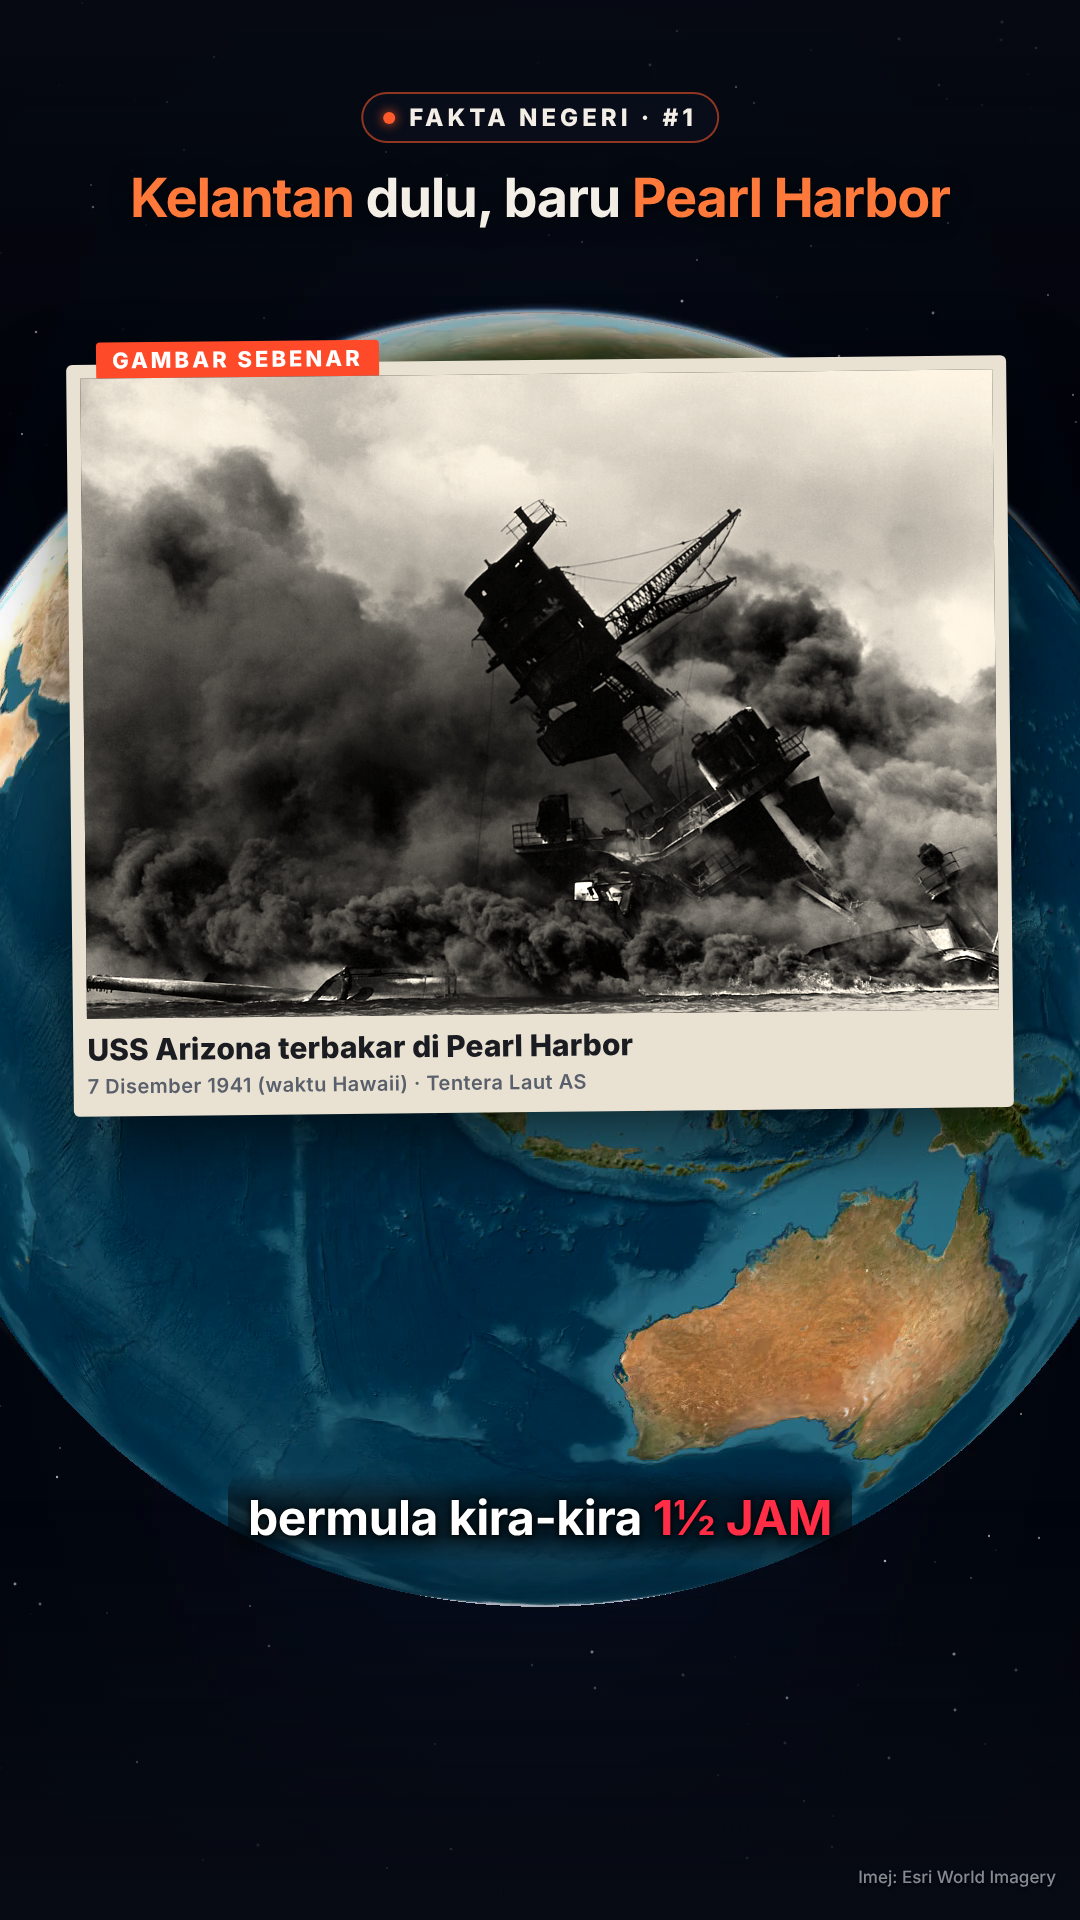 FAKTA NEGERI · #1
Kelantan dulu, baru Pearl Harbor
GAMBAR SEBENAR
USS Arizona terbakar di Pearl Harbor
7 Disember 1941 (waktu Hawaii) · Tentera Laut AS
bermula kira-kira 1½ JAM
Imej: Esri World Imagery